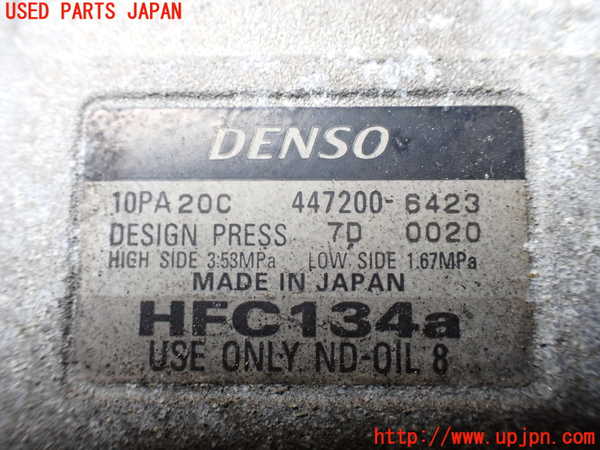 USED PARTS JAPAN
DENSO
10PA20C 447200-6423
DESIGN PRESS 7D 0020
HIGH SIDE 3.53MPa LOW SIDE 1.67MPa
MADE IN JAPAN
HFC134a
USE ONLY ND-OIL 8
http://www.upjpn.com/